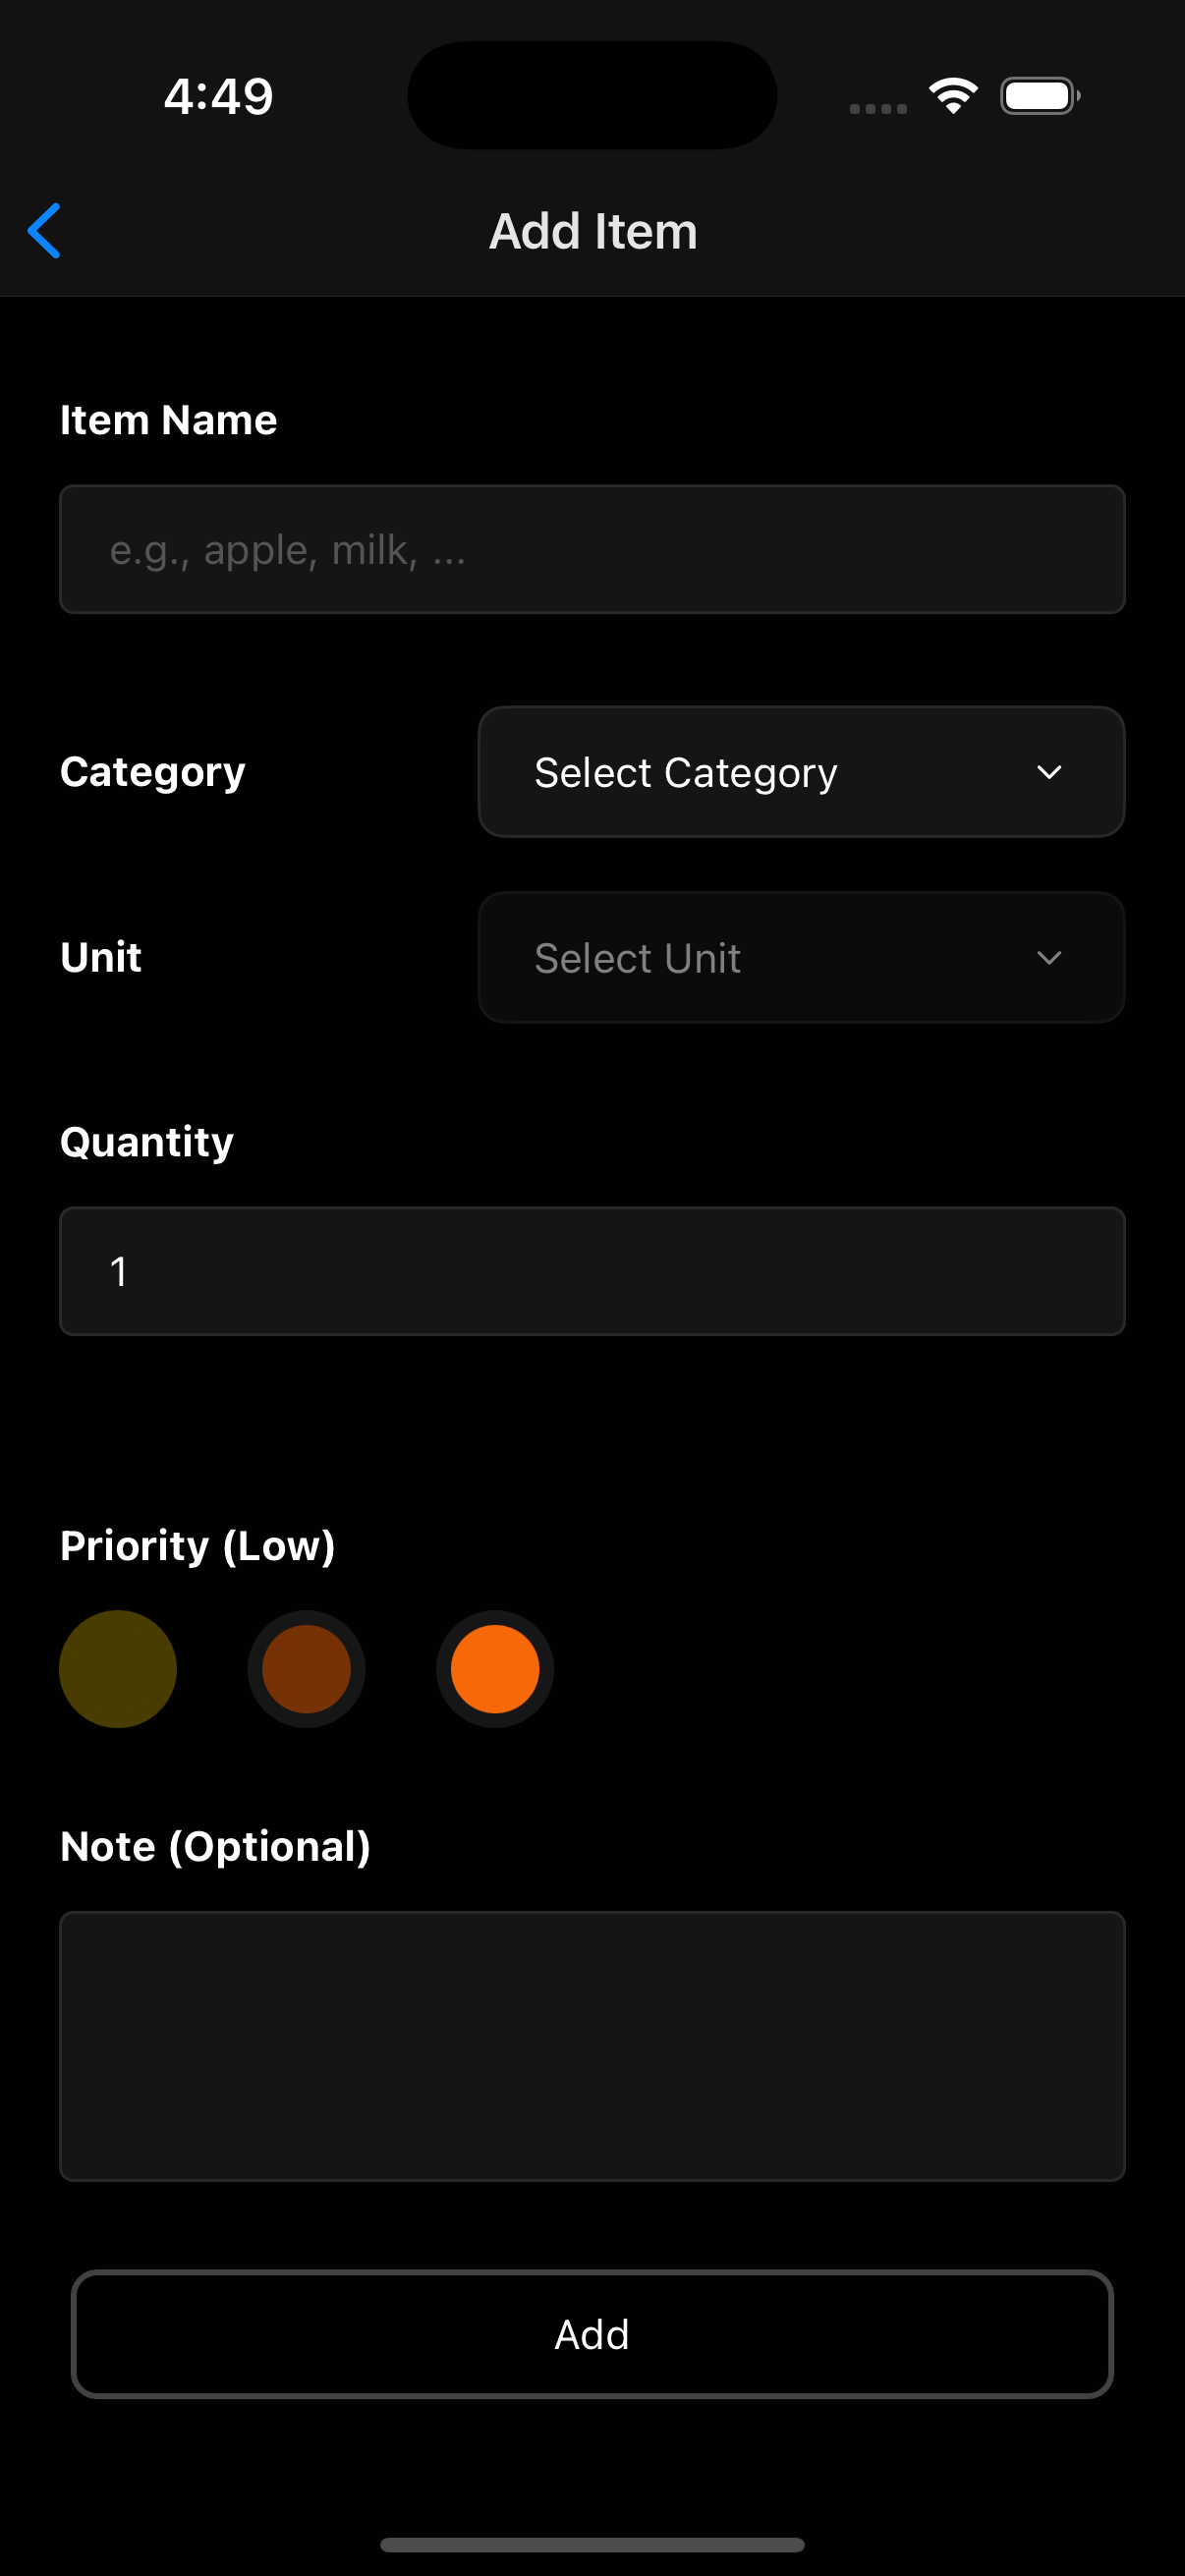 4:49
Add Item
Item Name
e.g., apple, milk, ...
Category
Select Category
Unit
Select Unit
Quantity
1
Priority (Low)
Note (Optional)
Add